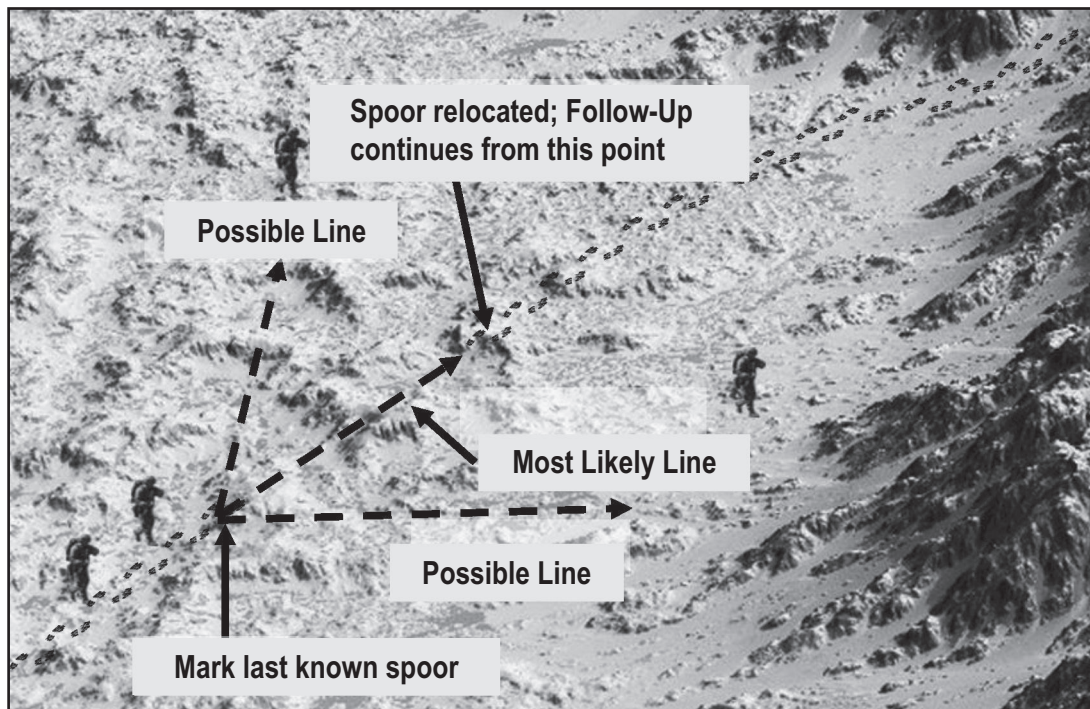 Spoor relocated; Follow-Up
continues from this point
Possible Line
Most Likely Line
Possible Line
Mark last known spoor